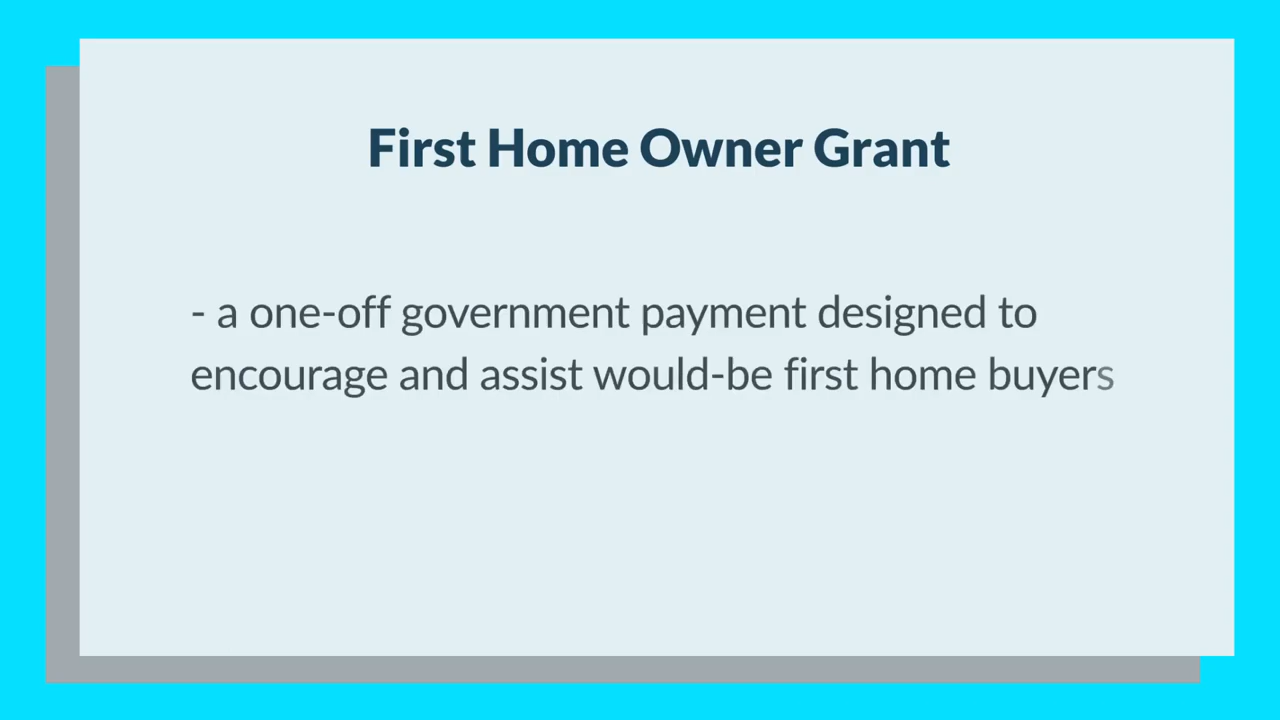 First Home Owner Grant
- a one-off government payment designed to
encourage and assist would-be first home buyers